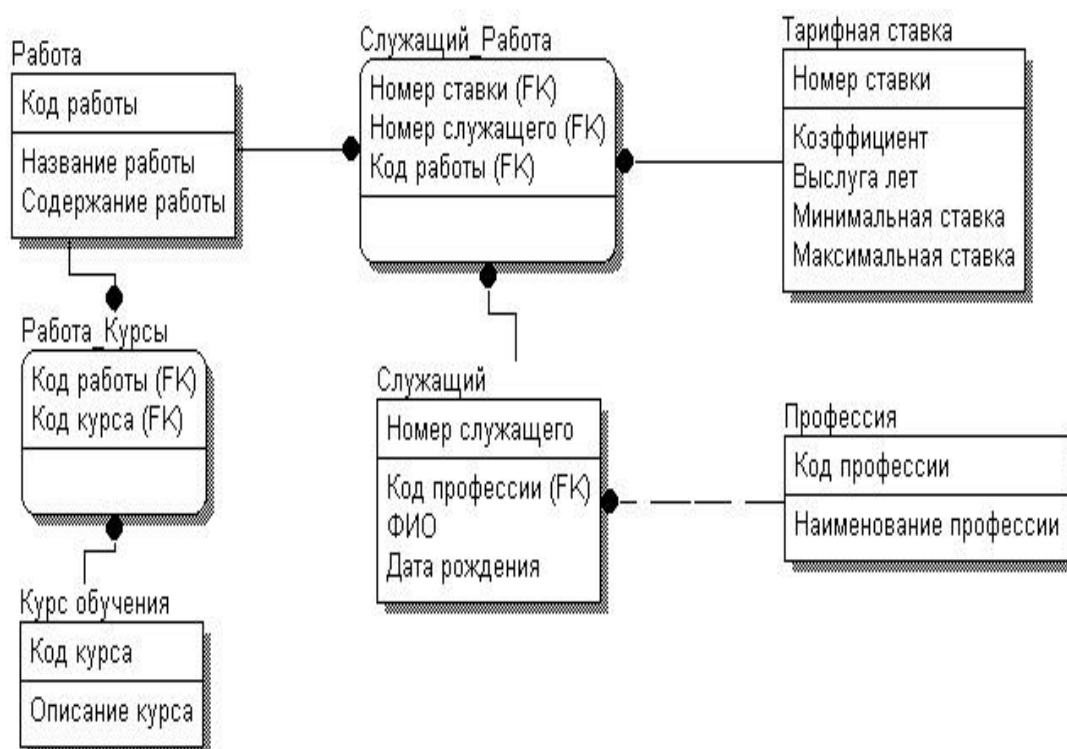 Работа
Код работы
Название работы
Содержание работы
Служащий_Работа
Номер ставки (FK)
Номер служащего (FK)
Код работы (FK)
Тарифная ставка
Номер ставки
Коэффициент
Выслуга лет
Минимальная ставка
Максимальная ставка
Работа_Курсы
Код работы (FK)
Код курса (FK)
Служащий
Номер служащего
Код профессии (FK)
ФИО
Дата рождения
Профессия
Код профессии
Наименование профессии
Курс обучения
Код курса
Описание курса